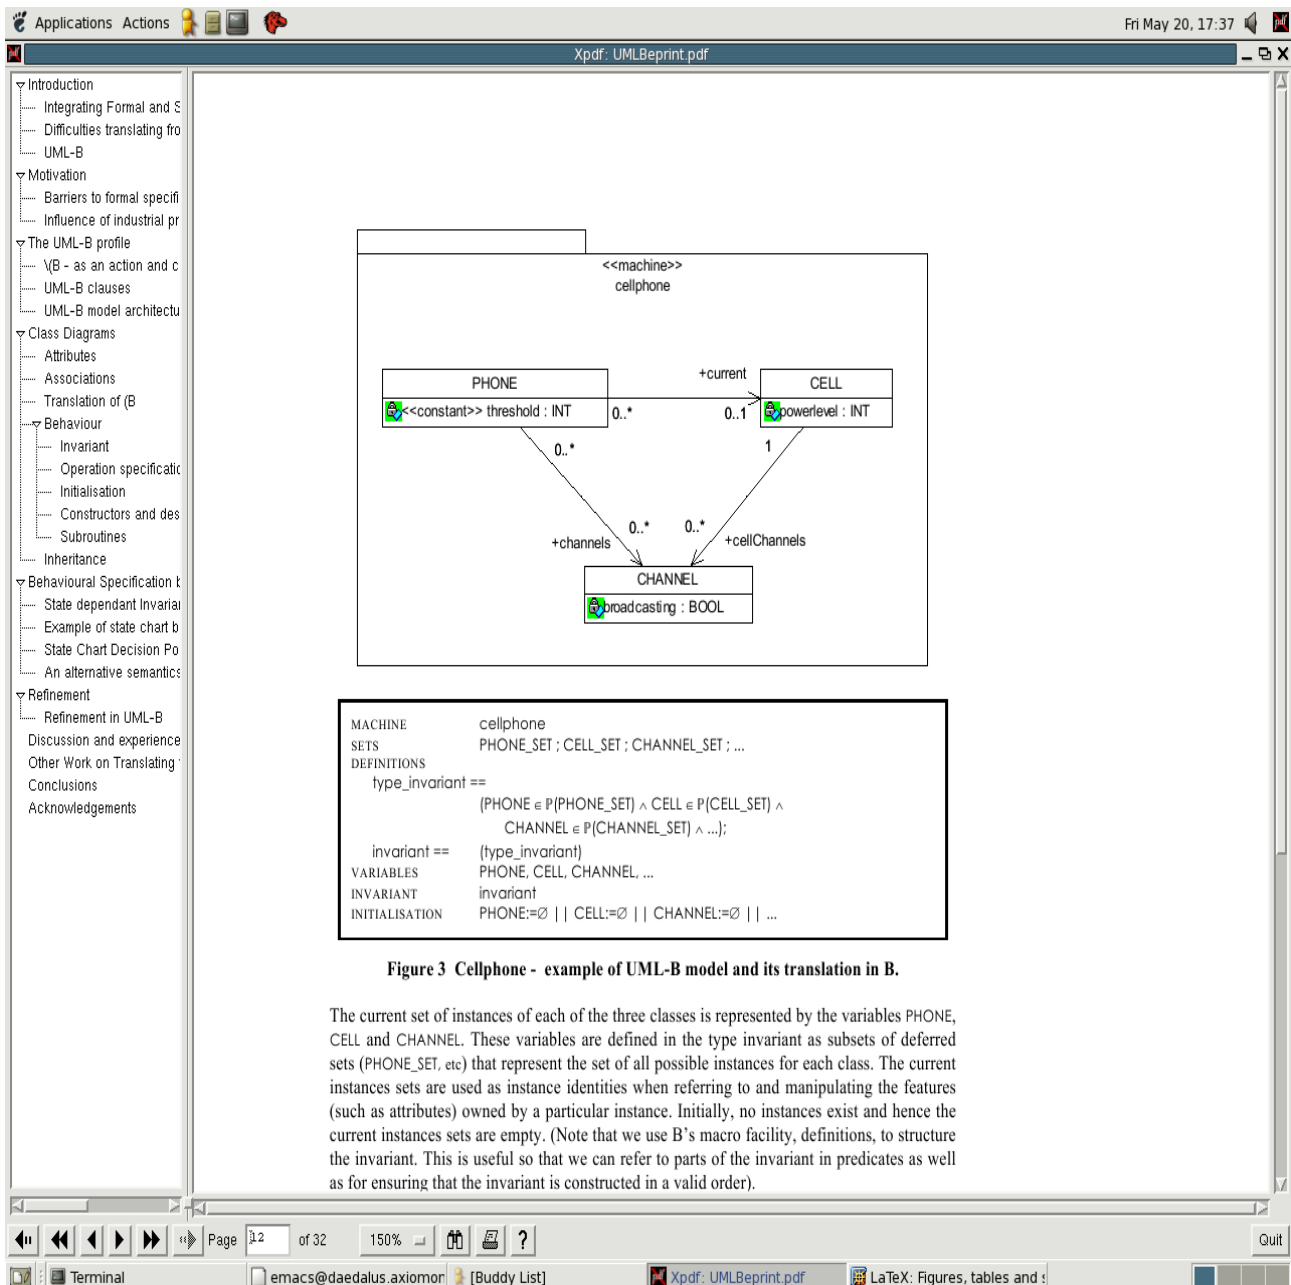 Applications Actions
Fri May 20, 17:37
Xpdf: UMLBeprint.pdf
Introduction
Integrating Formal and S
Difficulties translating fro
UML-B
Motivation
Barriers to formal specifi
Influence of industrial pr
The UML-B profile
\(B - as an action and c
UML-B clauses
UML-B model architectu
Class Diagrams
Attributes
Associations
Translation of (B
Behaviour
Invariant
Operation specificatic
Initialisation
Constructors and des
Subroutines
Inheritance
Behavioural Specification b
State dependant Invariar
Example of state chart b
State Chart Decision Po
An alternative semantics
Refinement
Refinement in UML-B
Discussion and experience
Other Work on Translating
Conclusions
Acknowledgements
<<machine>>
cellphone
PHONE
<<constant>> threshold : INT
+current
0..*
0..1
CELL
powerlevel : INT
0..*
1
0..*
0..*
+channels
+cellChannels
CHANNEL
broadcasting : BOOL
MACHINE cellphone
SETS PHONE_SET ; CELL_SET ; CHANNEL_SET ; ...
DEFINITIONS
type_invariant ==
(PHONE ∈ P(PHONE_SET) ∧ CELL ∈ P(CELL_SET) ∧
CHANNEL ∈ P(CHANNEL_SET) ∧ ...);
invariant == (type_invariant)
VARIABLES PHONE, CELL, CHANNEL, ...
INVARIANT invariant
INITIALISATION PHONE:=∅ || CELL:=∅ || CHANNEL:=∅ || ...
Figure 3 Cellphone - example of UML-B model and its translation in B.
The current set of instances of each of the three classes is represented by the variables PHONE,
CELL and CHANNEL. These variables are defined in the type invariant as subsets of deferred
sets (PHONE_SET, etc) that represent the set of all possible instances for each class. The current
instances sets are used as instance identities when referring to and manipulating the features
(such as attributes) owned by a particular instance. Initially, no instances exist and hence the
current instances sets are empty. (Note that we use B's macro facility, definitions, to structure
the invariant. This is useful so that we can refer to parts of the invariant in predicates as well
as for ensuring that the invariant is constructed in a valid order).
Page 12 of 32 150% ? Quit
Terminal emacs@daedalus.axiomor [Buddy List] Xpdf: UMLBeprint.pdf LaTeX: Figures, tables and s